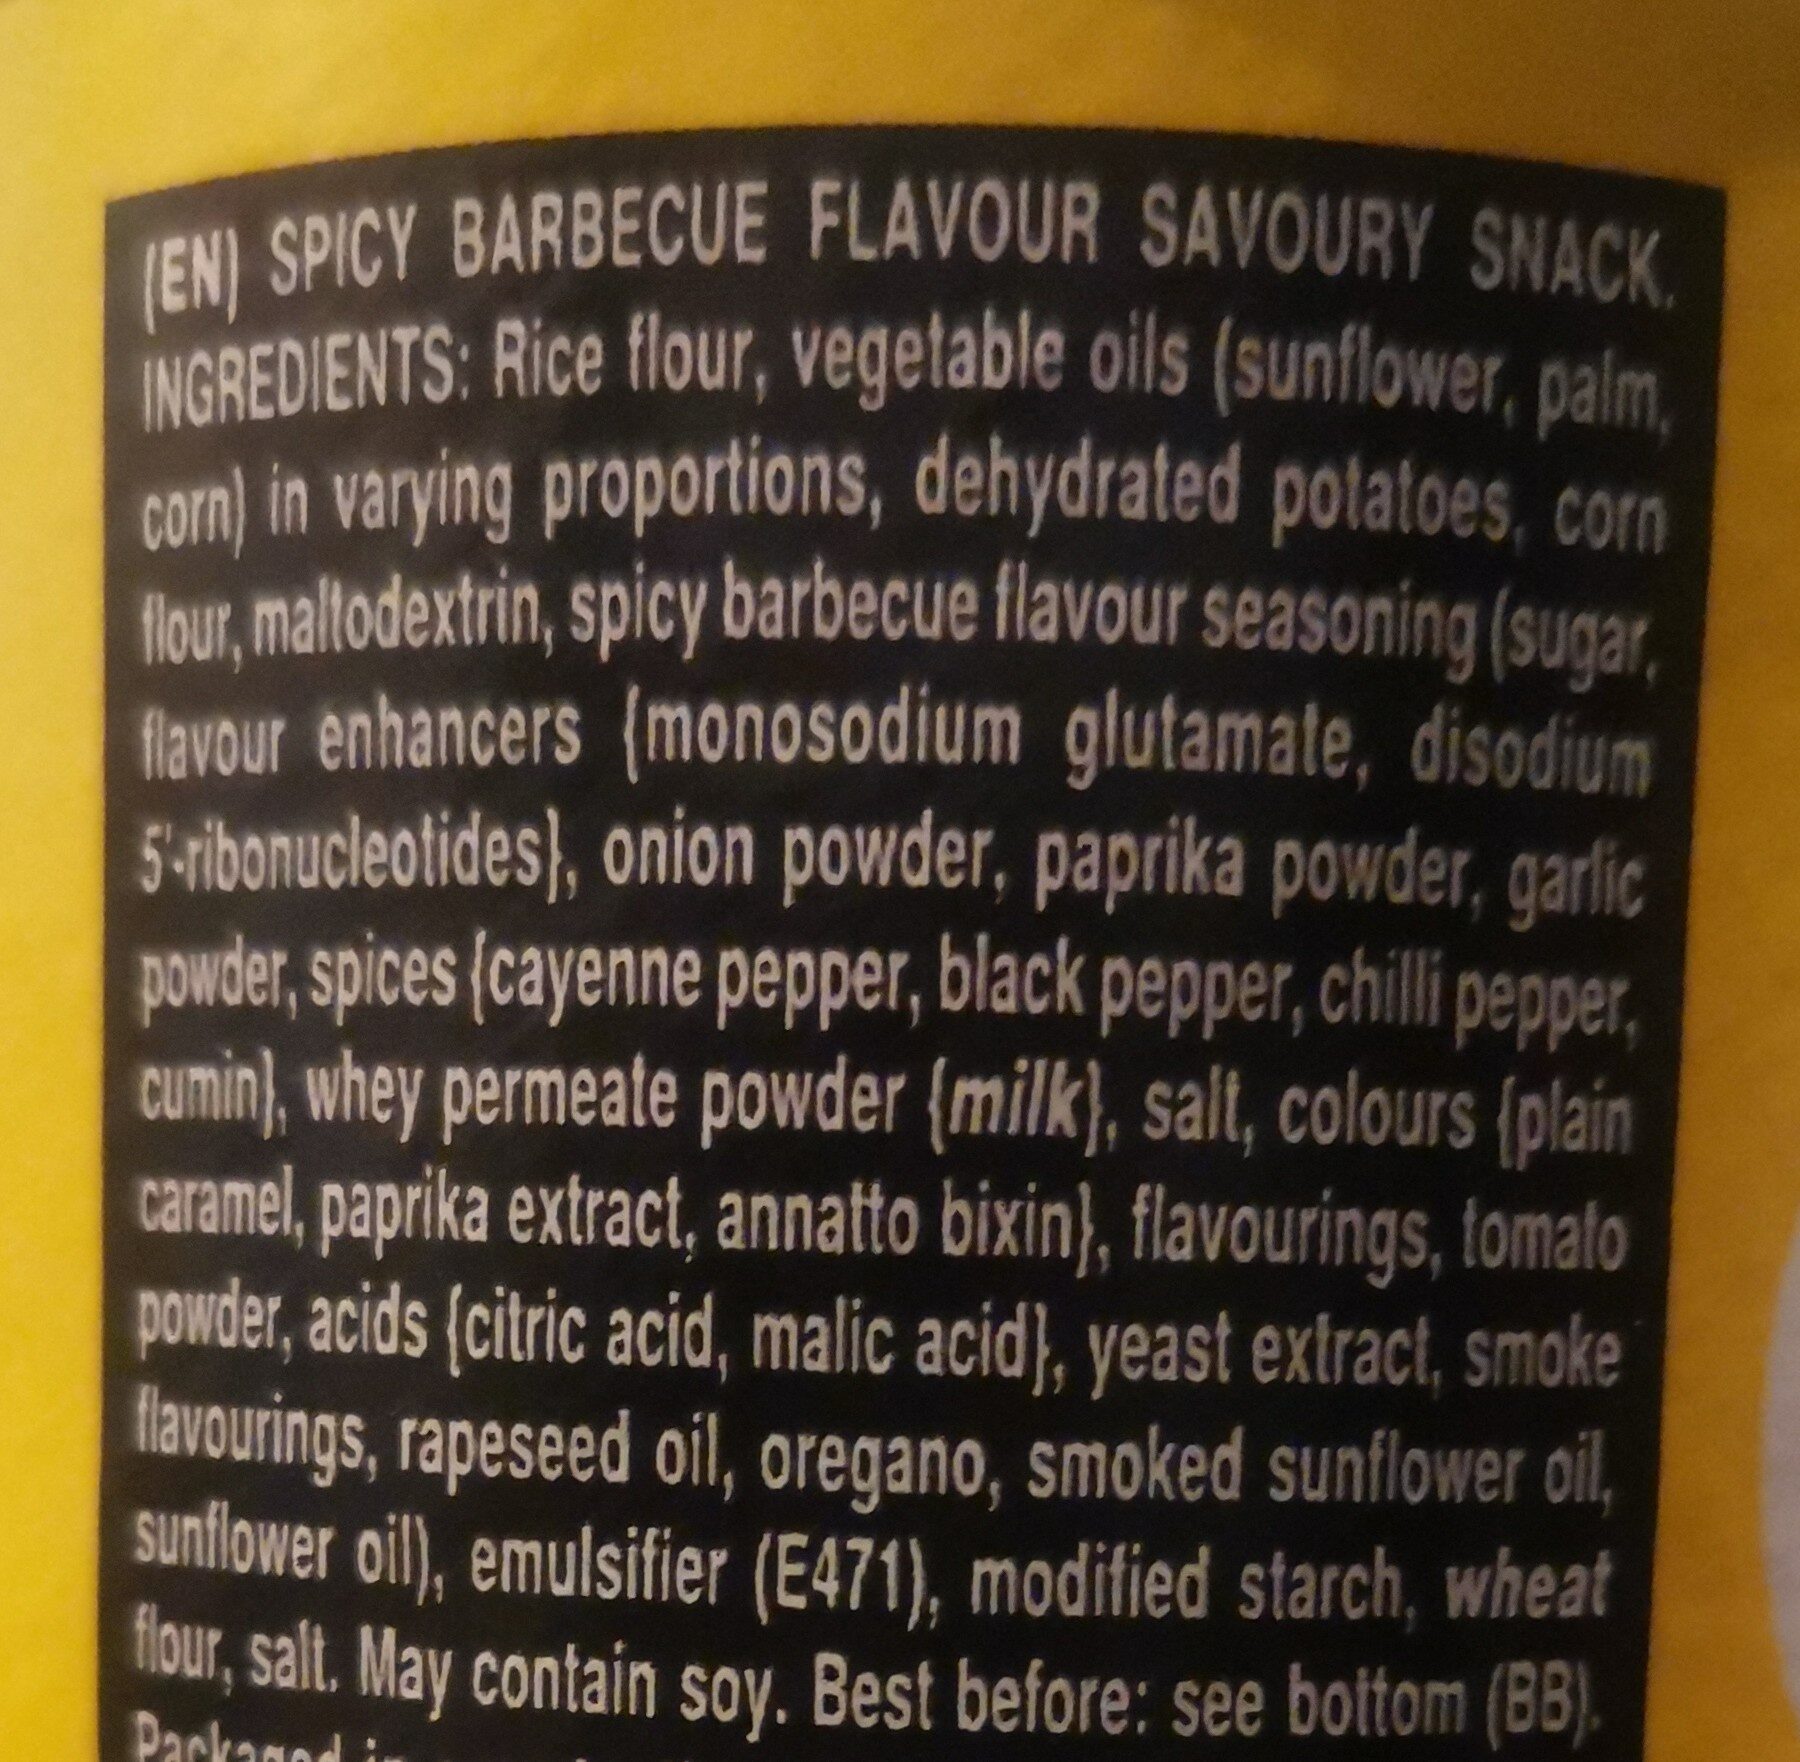 (EN) SPICY BARBECUE FLAVOUR SAVOURY SNACK.
INGREDIENTS: Rice flour, vegetable oils (sunflower, palm,
corn) in varying proportions, dehydrated potatoes, corn
flour, maltodextrin, spicy barbecue flavour seasoning (sugar,
flavour enhancers {monosodium glutamate, disodium
5'-ribonucleotides}, onion powder, paprika powder, garlic
powder, spices {cayenne pepper, black pepper, chilli pepper,
cumin}, whey permeate powder {milk}, salt, colours {plain
caramel, paprika extract, annatto bixin}, flavourings, tomato
powder, acids {citric acid, malic acid}, yeast extract, smoke
flavourings, rapeseed oil, oregano, smoked sunflower oil,
sunflower oil), emulsifier (E471), modified starch, wheat
flour, salt. May contain soy. Best before: see bottom (BB).
Packaged in